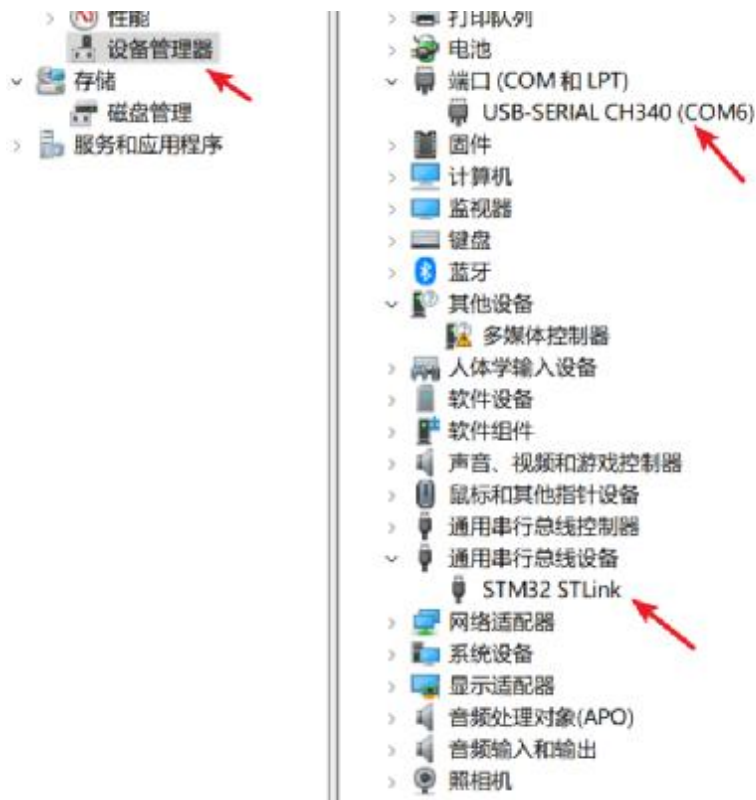 性能
设备管理器
存储
磁盘管理
服务和应用程序
打印队列
电池
端口 (COM 和 LPT)
USB-SERIAL CH340 (COM6)
固件
计算机
监视器
键盘
蓝牙
其他设备
多媒体控制器
人体学输入设备
软件设备
软件组件
声音、视频和游戏控制器
鼠标和其他指针设备
通用串行总线控制器
通用串行总线设备
STM32 STLink
网络适配器
系统设备
显示适配器
音频处理对象(APO)
音频输入和输出
照相机